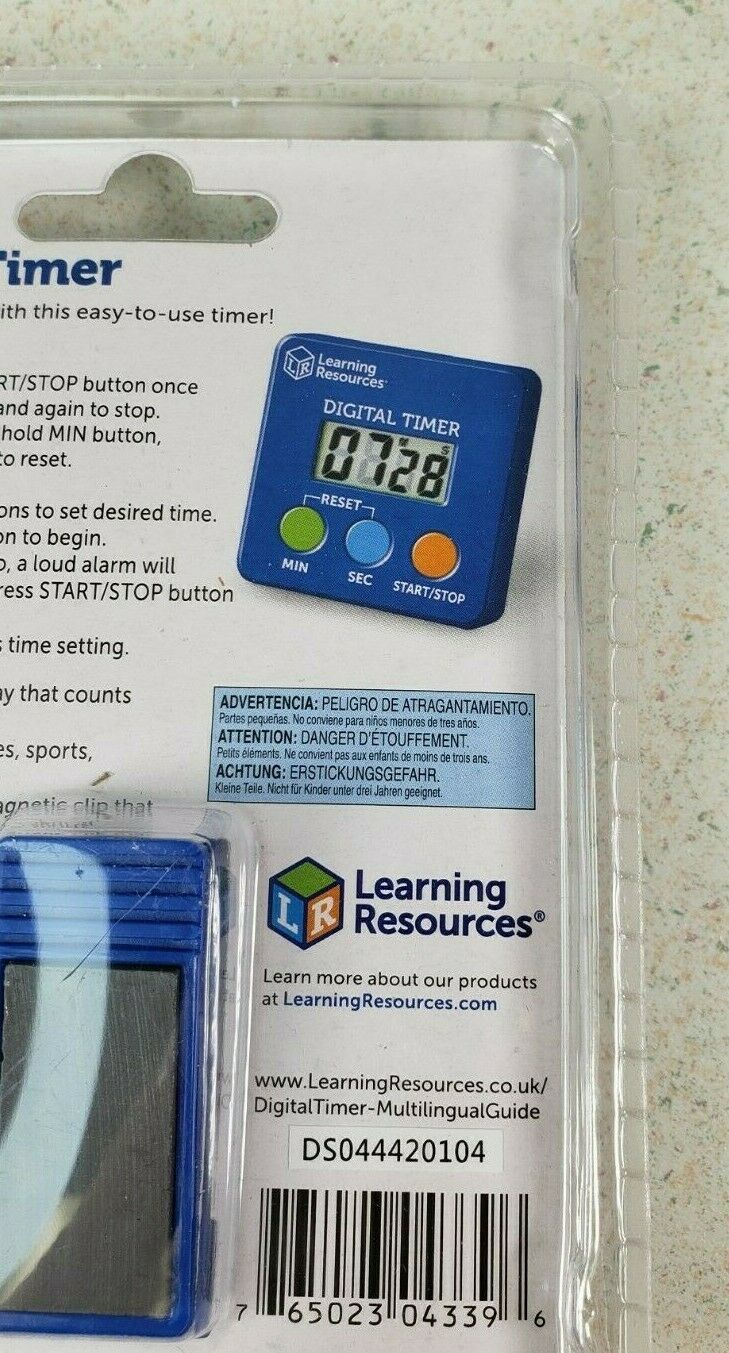 Timer
ith this easy-to-use timer!
RT/STOP button once
and again to stop.
hold MIN button,
to reset.
ons to set desired time.
on to begin.
o, a loud alarm will
ress START/STOP button
s time setting.
ay that counts
es, sports,
agnetic clip that
Learning
Resources
DIGITAL TIMER
M S
07 28
RESET
MIN SEC START/STOP
ADVERTENCIA: PELIGRO DE ATRAGANTAMIENTO.
Partes pequeñas. No conviene para niños menores de tres años.
ATTENTION: DANGER D'ÉTOUFFEMENT.
Petits éléments. Ne convient pas aux enfants de moins de trois ans.
ACHTUNG: ERSTICKUNGSGEFAHR.
Kleine Teile. Nicht für Kinder unter drei Jahren geeignet.
LR Learning
Resources®
Learn more about our products
at LearningResources.com
www.LearningResources.co.uk/
DigitalTimer-MultilingualGuide
DS044420104
7 65023 04339 6